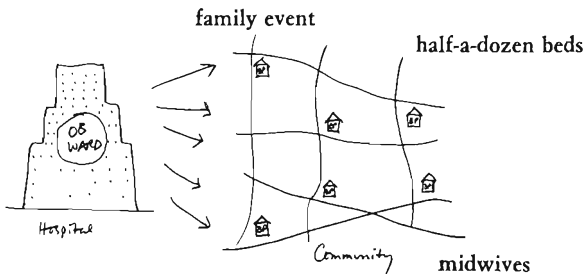 family event
half-a-dozen beds
OB
WARD
Hospital
Community
midwives